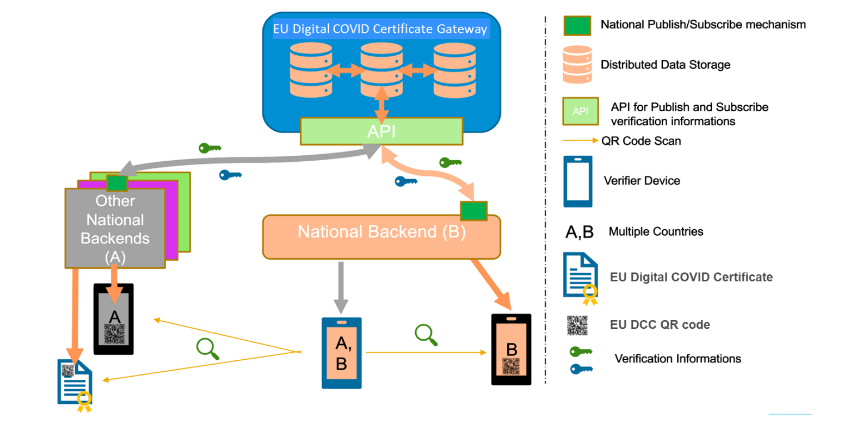 EU Digital COVID Certificate Gateway
API
Other
National
Backends
(A)
National Backend (B)
A
A,
B
B
National Publish/Subscribe mechanism
Distributed Data Storage
API
API for Publish and Subscribe
verification informations
QR Code Scan
Verifier Device
A,B
Multiple Countries
EU Digital COVID Certificate
EU DCC QR code
Verification Informations